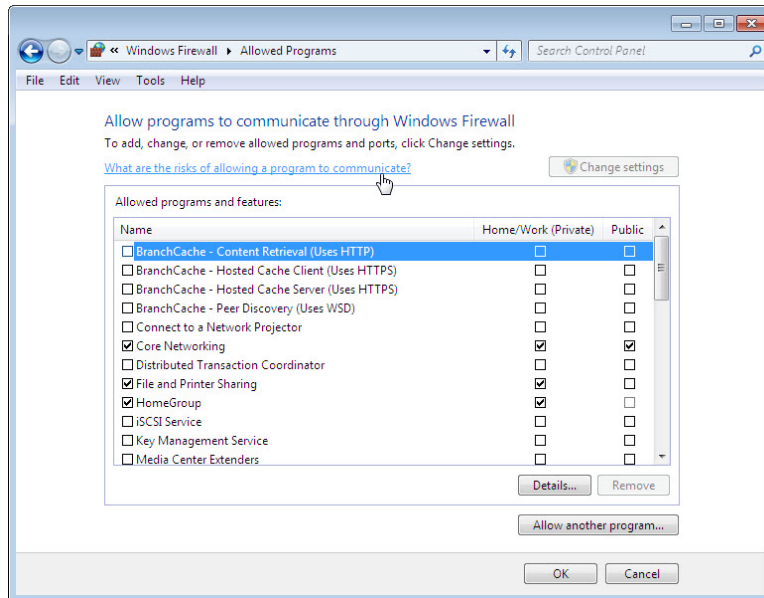 « Windows Firewall ▸ Allowed Programs
Search Control Panel
File Edit View Tools Help
Allow programs to communicate through Windows Firewall
To add, change, or remove allowed programs and ports, click Change settings.
What are the risks of allowing a program to communicate?
Change settings
Allowed programs and features:
Name Home/Work (Private) Public
BranchCache - Content Retrieval (Uses HTTP)
BranchCache - Hosted Cache Client (Uses HTTPS)
BranchCache - Hosted Cache Server (Uses HTTPS)
BranchCache - Peer Discovery (Uses WSD)
Connect to a Network Projector
Core Networking
Distributed Transaction Coordinator
File and Printer Sharing
HomeGroup
iSCSI Service
Key Management Service
Media Center Extenders
Details... Remove
Allow another program...
OK Cancel